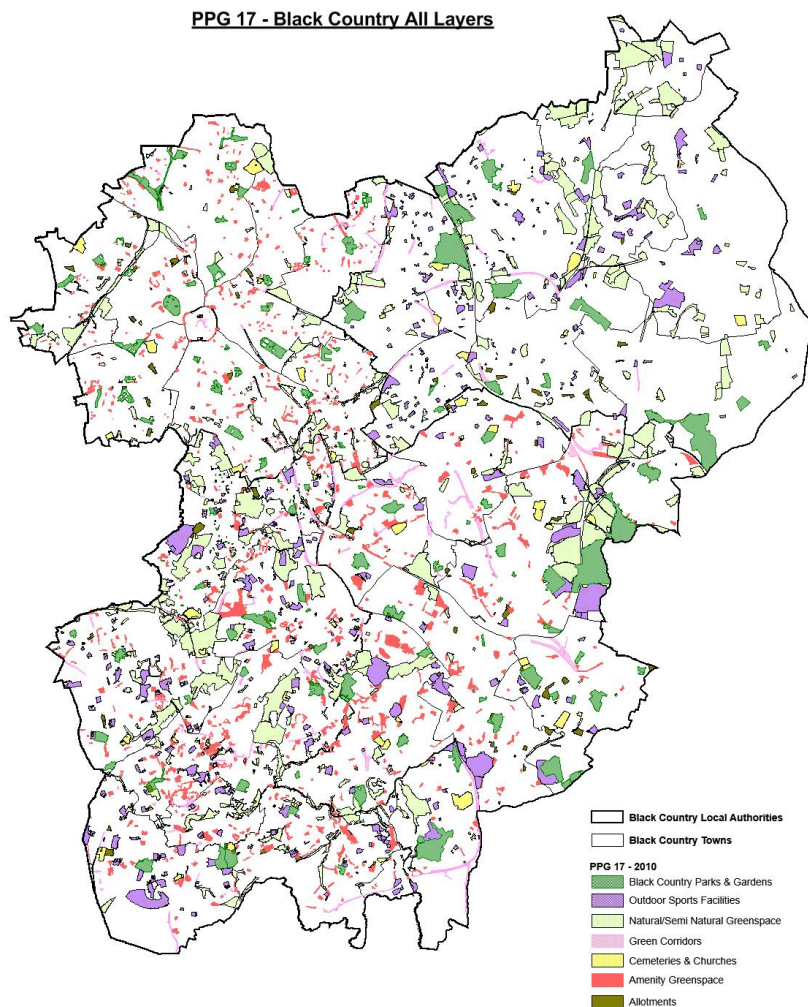 PPG 17 - Black Country All Layers
Black Country Local Authorities
Black Country Towns
PPG 17 - 2010
Black Country Parks & Gardens
Outdoor Sports Facilities
Natural/Semi Natural Greenspace
Green Corridors
Cemeteries & Churches
Amenity Greenspace
Allotments